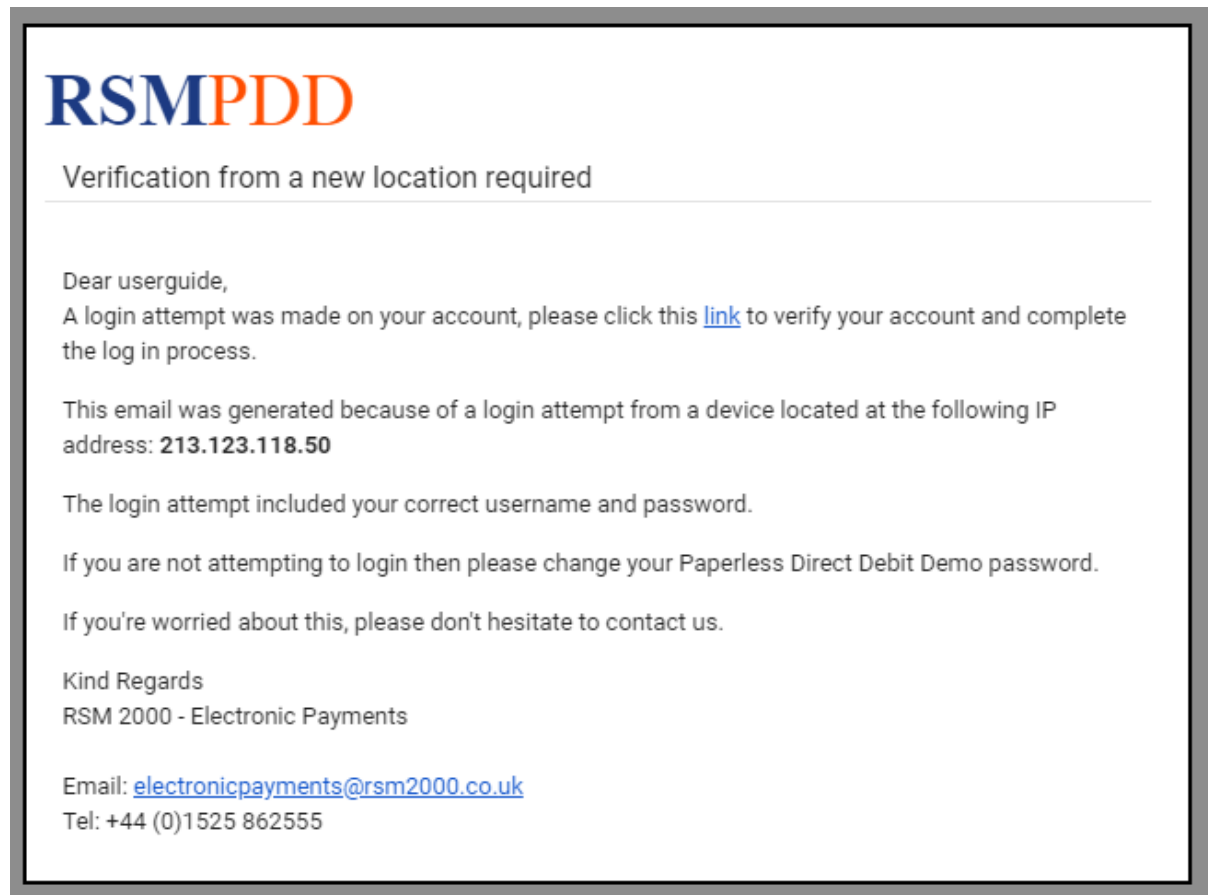 RSMPDD
Verification from a new location required
Dear userguide,
A login attempt was made on your account, please click this link to verify your account and complete
the log in process.
This email was generated because of a login attempt from a device located at the following IP
address: 213.123.118.50
The login attempt included your correct username and password.
If you are not attempting to login then please change your Paperless Direct Debit Demo password.
If you're worried about this, please don't hesitate to contact us.
Kind Regards
RSM 2000 - Electronic Payments
Email: electronicpayments@rsm2000.co.uk
Tel: +44 (0)1525 862555